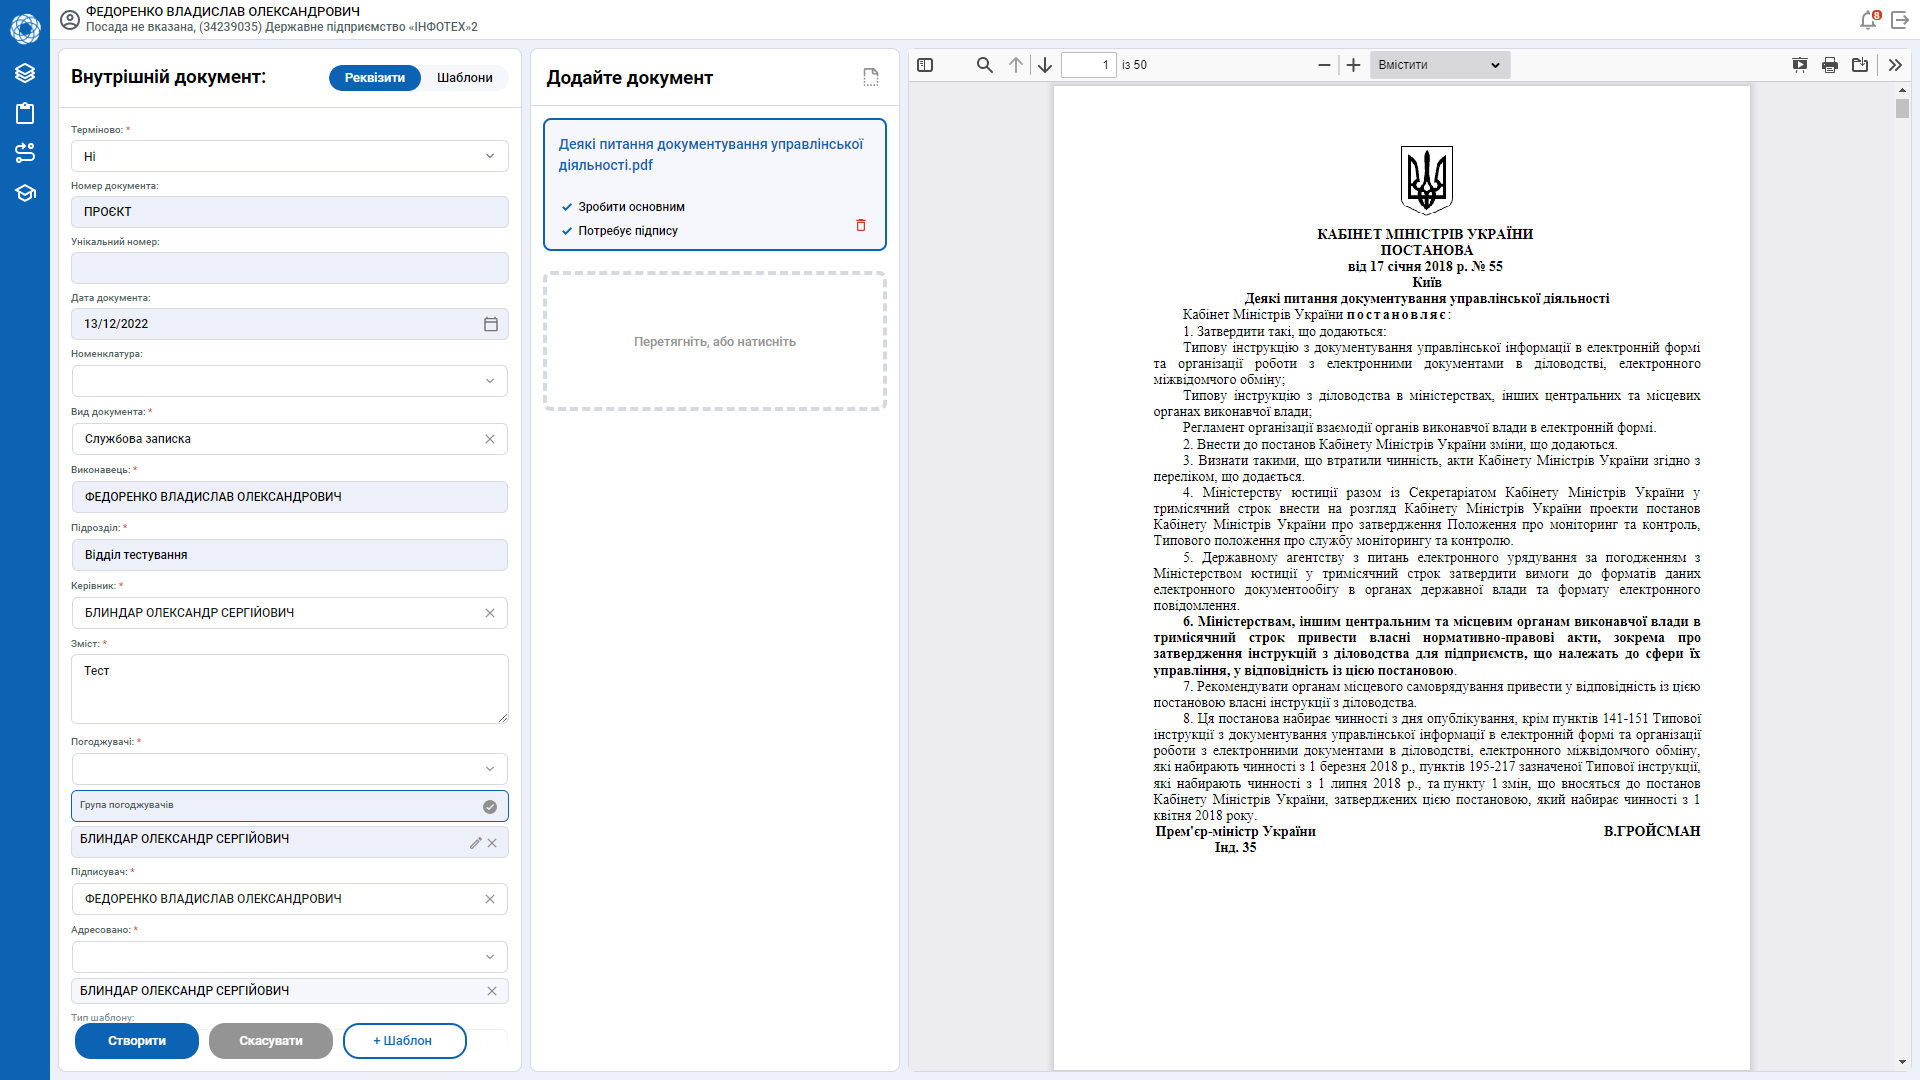 ФЕДОРЕНКО ВЛАДИСЛАВ ОЛЕКСАНДРОВИЧ
Посада не вказана, (34239035) Державне підприємство «ІНФОТЕХ»2
8
Внутрішній документ:
Реквізити
Шаблони
Терміново: *
Ні
Номер документа:
ПРОЄКТ
Унікальний номер:
Дата документа:
13/12/2022
Номенклатура:
Вид документа: *
Службова записка
Виконавець: *
ФЕДОРЕНКО ВЛАДИСЛАВ ОЛЕКСАНДРОВИЧ
Підрозділ: *
Відділ тестування
Керівник: *
БЛИНДАР ОЛЕКСАНДР СЕРГІЙОВИЧ
Зміст: *
Тест
Погоджувачі: *
Група погоджувачів
БЛИНДАР ОЛЕКСАНДР СЕРГІЙОВИЧ
Підписувач: *
ФЕДОРЕНКО ВЛАДИСЛАВ ОЛЕКСАНДРОВИЧ
Адресовано: *
БЛИНДАР ОЛЕКСАНДР СЕРГІЙОВИЧ
Тип шаблону:
Створити
Скасувати
+ Шаблон
Додайте документ
Деякі питання документування управлінської
діяльності.pdf
Зробити основним
Потребує підпису
Перетягніть, або натисніть
1 із 50
Вмістити
КАБІНЕТ МІНІСТРІВ УКРАЇНИ
ПОСТАНОВА
від 17 січня 2018 р. № 55
Київ
Деякі питання документування управлінської діяльності
Кабінет Міністрів України постановляє:
1. Затвердити такі, що додаються:
Типову інструкцію з документування управлінської інформації в електронній формі
та організації роботи з електронними документами в діловодстві, електронного
міжвідомчого обміну;
Типову інструкцію з діловодства в міністерствах, інших центральних та місцевих
органах виконавчої влади;
Регламент організації взаємодії органів виконавчої влади в електронній формі.
2. Внести до постанов Кабінету Міністрів України зміни, що додаються.
3. Визнати такими, що втратили чинність, акти Кабінету Міністрів України згідно з
переліком, що додається.
4. Міністерству юстиції разом із Секретаріатом Кабінету Міністрів України у
тримісячний строк внести на розгляд Кабінету Міністрів України проекти постанов
Кабінету Міністрів України про затвердження Положення про моніторинг та контроль,
Типового положення про службу моніторингу та контролю.
5. Державному агентству з питань електронного урядування за погодженням з
Міністерством юстиції у тримісячний строк затвердити вимоги до форматів даних
електронного документообігу в органах державної влади та формату електронного
повідомлення.
6. Міністерствам, іншим центральним та місцевим органам виконавчої влади в
тримісячний строк привести власні нормативно-правові акти, зокрема про
затвердження інструкцій з діловодства для підприємств, що належать до сфери їх
управління, у відповідність із цією постановою.
7. Рекомендувати органам місцевого самоврядування привести у відповідність із цією
постановою власні інструкції з діловодства.
8. Ця постанова набирає чинності з дня опублікування, крім пунктів 141-151 Типової
інструкції з документування управлінської інформації в електронній формі та організації
роботи з електронними документами в діловодстві, електронного міжвідомчого обміну,
які набирають чинності з 1 березня 2018 р., пунктів 195-217 зазначеної Типової інструкції,
які набирають чинності з 1 липня 2018 р., та пункту 1 змін, що вносяться до постанов
Кабінету Міністрів України, затверджених цією постановою, який набирає чинності з 1
квітня 2018 року.
Прем'єр-міністр України В.ГРОЙСМАН
Інд. 35